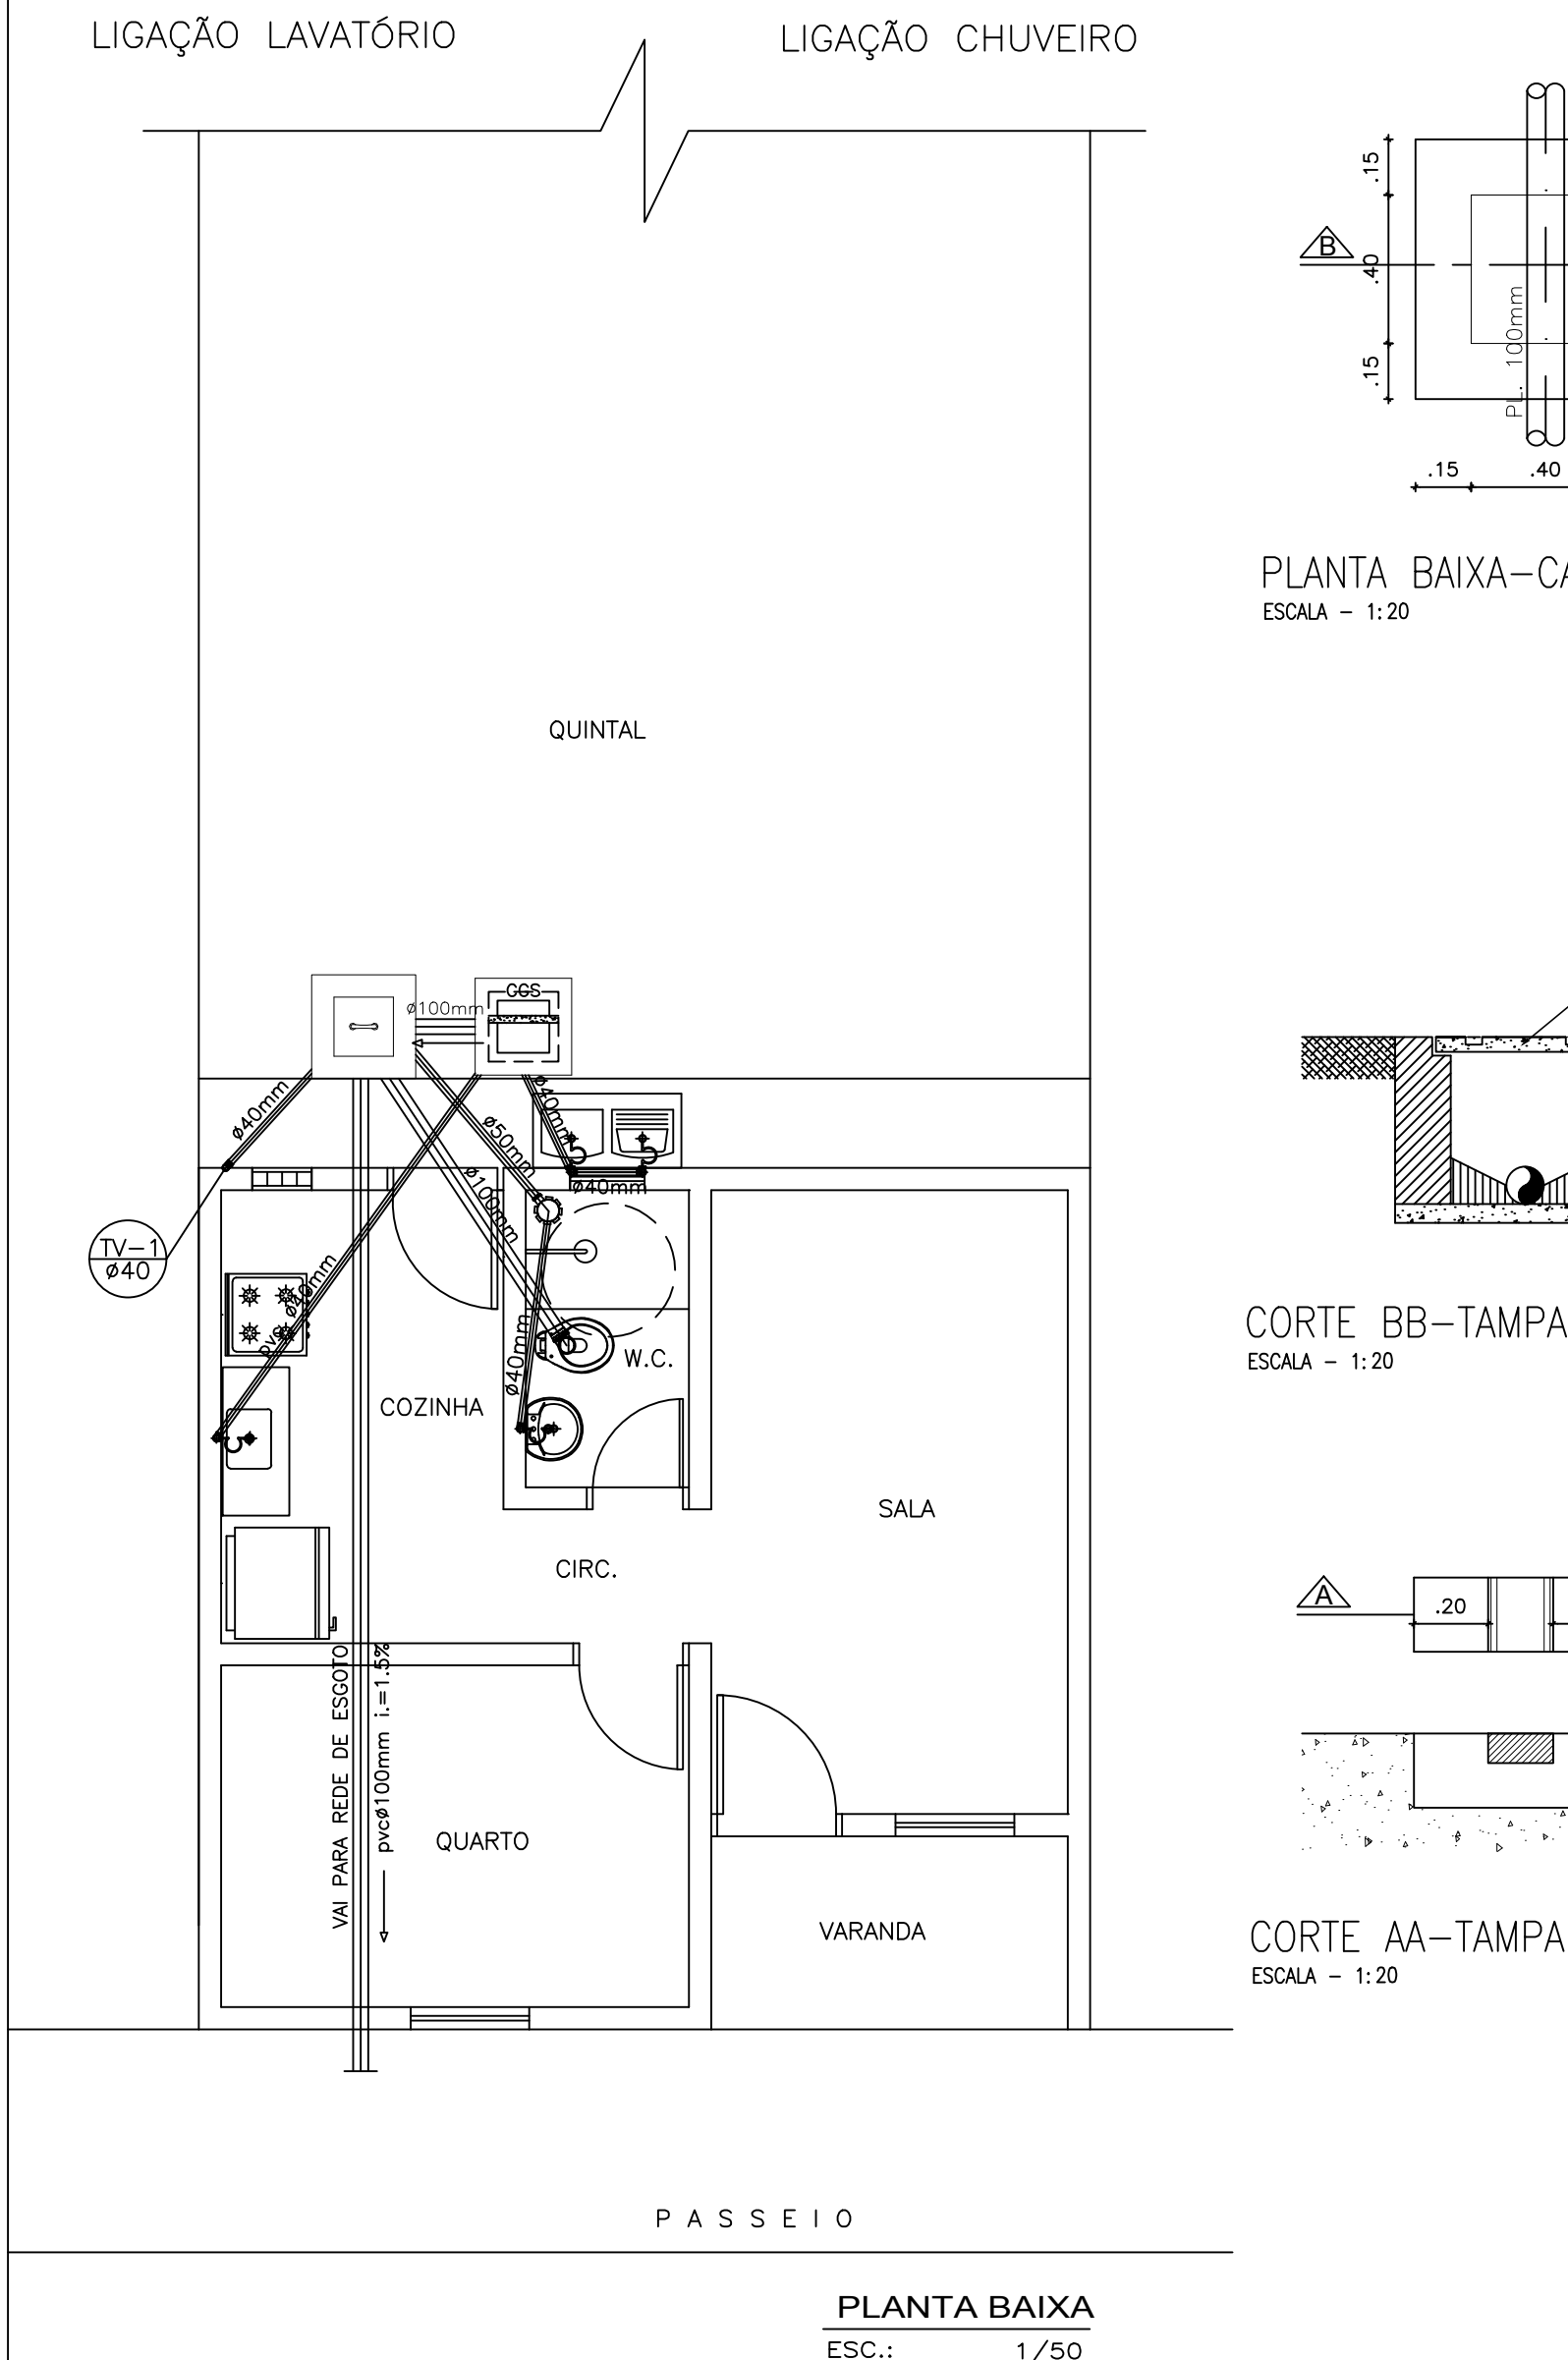 LIGAÇÃO LAVATÓRIO
LIGAÇÃO CHUVEIRO
.15
B
.40
PL. 100mm
.15
.15
.40
PLANTA BAIXA-CA
ESCALA - 1:20
QUINTAL
CGS
ø100mm
ø40mm
ø40mm
ø50mm
ø100mm
ø40mm
TV-1
ø40
pvc ø40mm
ø40mm
W.C.
COZINHA
CORTE BB-TAMPA
ESCALA - 1:20
SALA
CIRC.
A
.20
VAI PARA REDE DE ESGOTO
pvcø100mm i.=1.5%
QUARTO
VARANDA
CORTE AA-TAMPA
ESCALA - 1:20
PASSEIO
PLANTA BAIXA
ESC.: 1/50